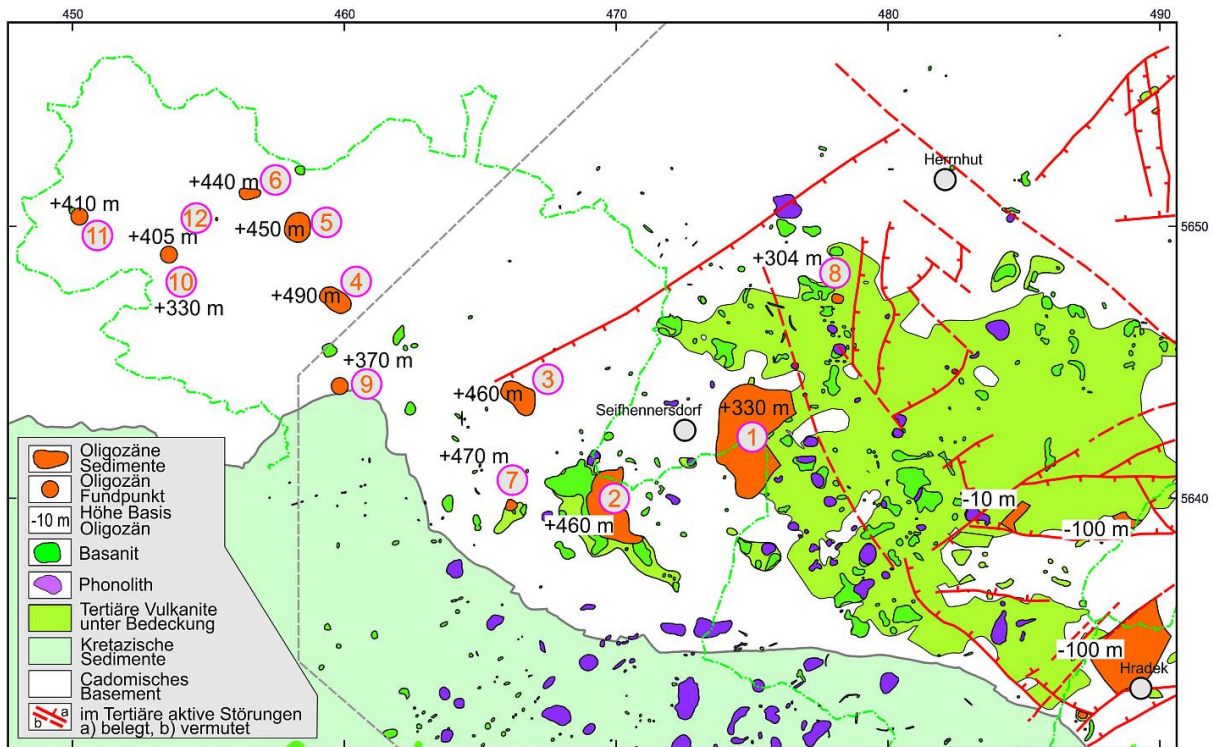 450
460
470
480
490
Herrnhut
+440 m
6
+410 m
12
5
11
+405 m
+450 m
5650
+304 m
8
4
10
+490 m
+330 m
+370 m
9
3
+460 m
Seifhennersdorf
+330 m
1
+470 m
7
2
+460 m
-10 m
5640
-100 m
-100 m
Hradek
Oligozäne
Sedimente
Oligozän
Fundpunkt
-10 m
Höhe Basis
Oligozän
Basanit
Phonolith
Tertiäre Vulkanite
unter Bedeckung
Kretazische
Sedimente
Cadomisches
Basement
a
b
im Tertiäre aktive Störungen
a) belegt, b) vermutet